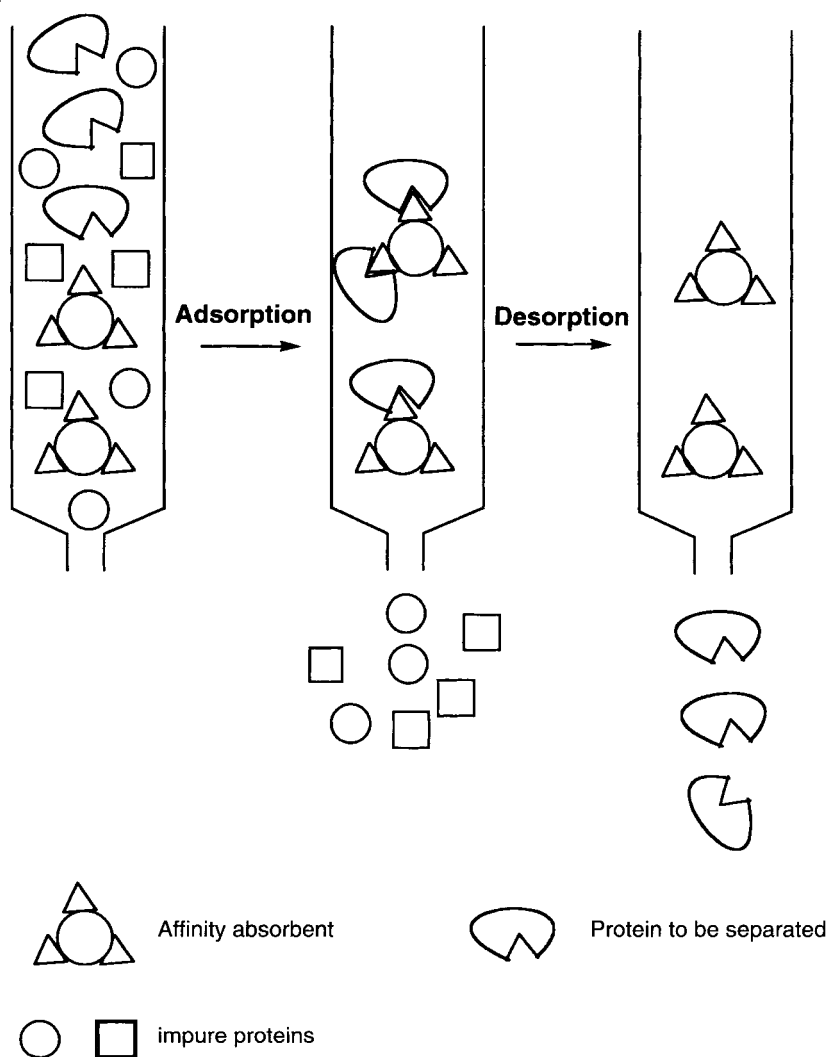 Adsorption
Desorption
Affinity absorbent
Protein to be separated
impure proteins